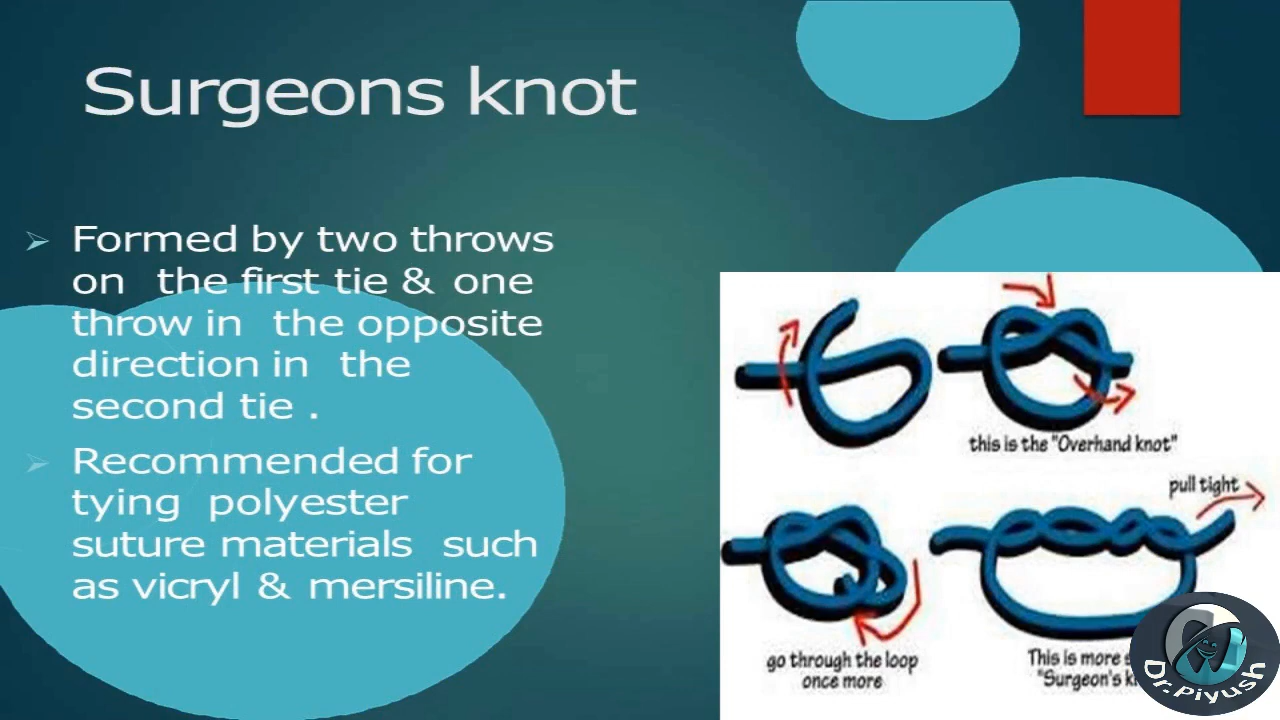 Surgeons knot
Formed by two throws
on the first tie & one
throw in the opposite
direction in the
second tie .
Recommended for
tying polyester
suture materials such
as vicryl & mersiline.
this is the "Overhand knot"
pull tight
go through the loop
once more
This is more
"Surgeon's
Dr.Piyush